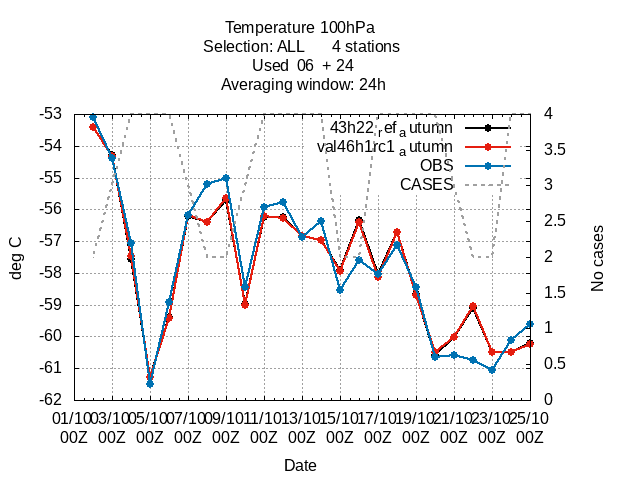 Temperature 100hPa
Selection: ALL 4 stations
Used 06 + 24
Averaging window: 24h
-53 4
-54 3.5
-55 3
-56 2.5
-57 2
-58 1.5
-59 1
-60 0.5
-61 0
-62
43h22_ref_autumn
val46h1rc1_autumn
OBS
CASES
deg C
No cases
01/10 03/10 05/10 07/10 09/10 11/10 13/10 15/10 17/10 19/10 21/10 23/10 25/10
00Z 00Z 00Z 00Z 00Z 00Z 00Z 00Z 00Z 00Z 00Z 00Z 00Z
Date